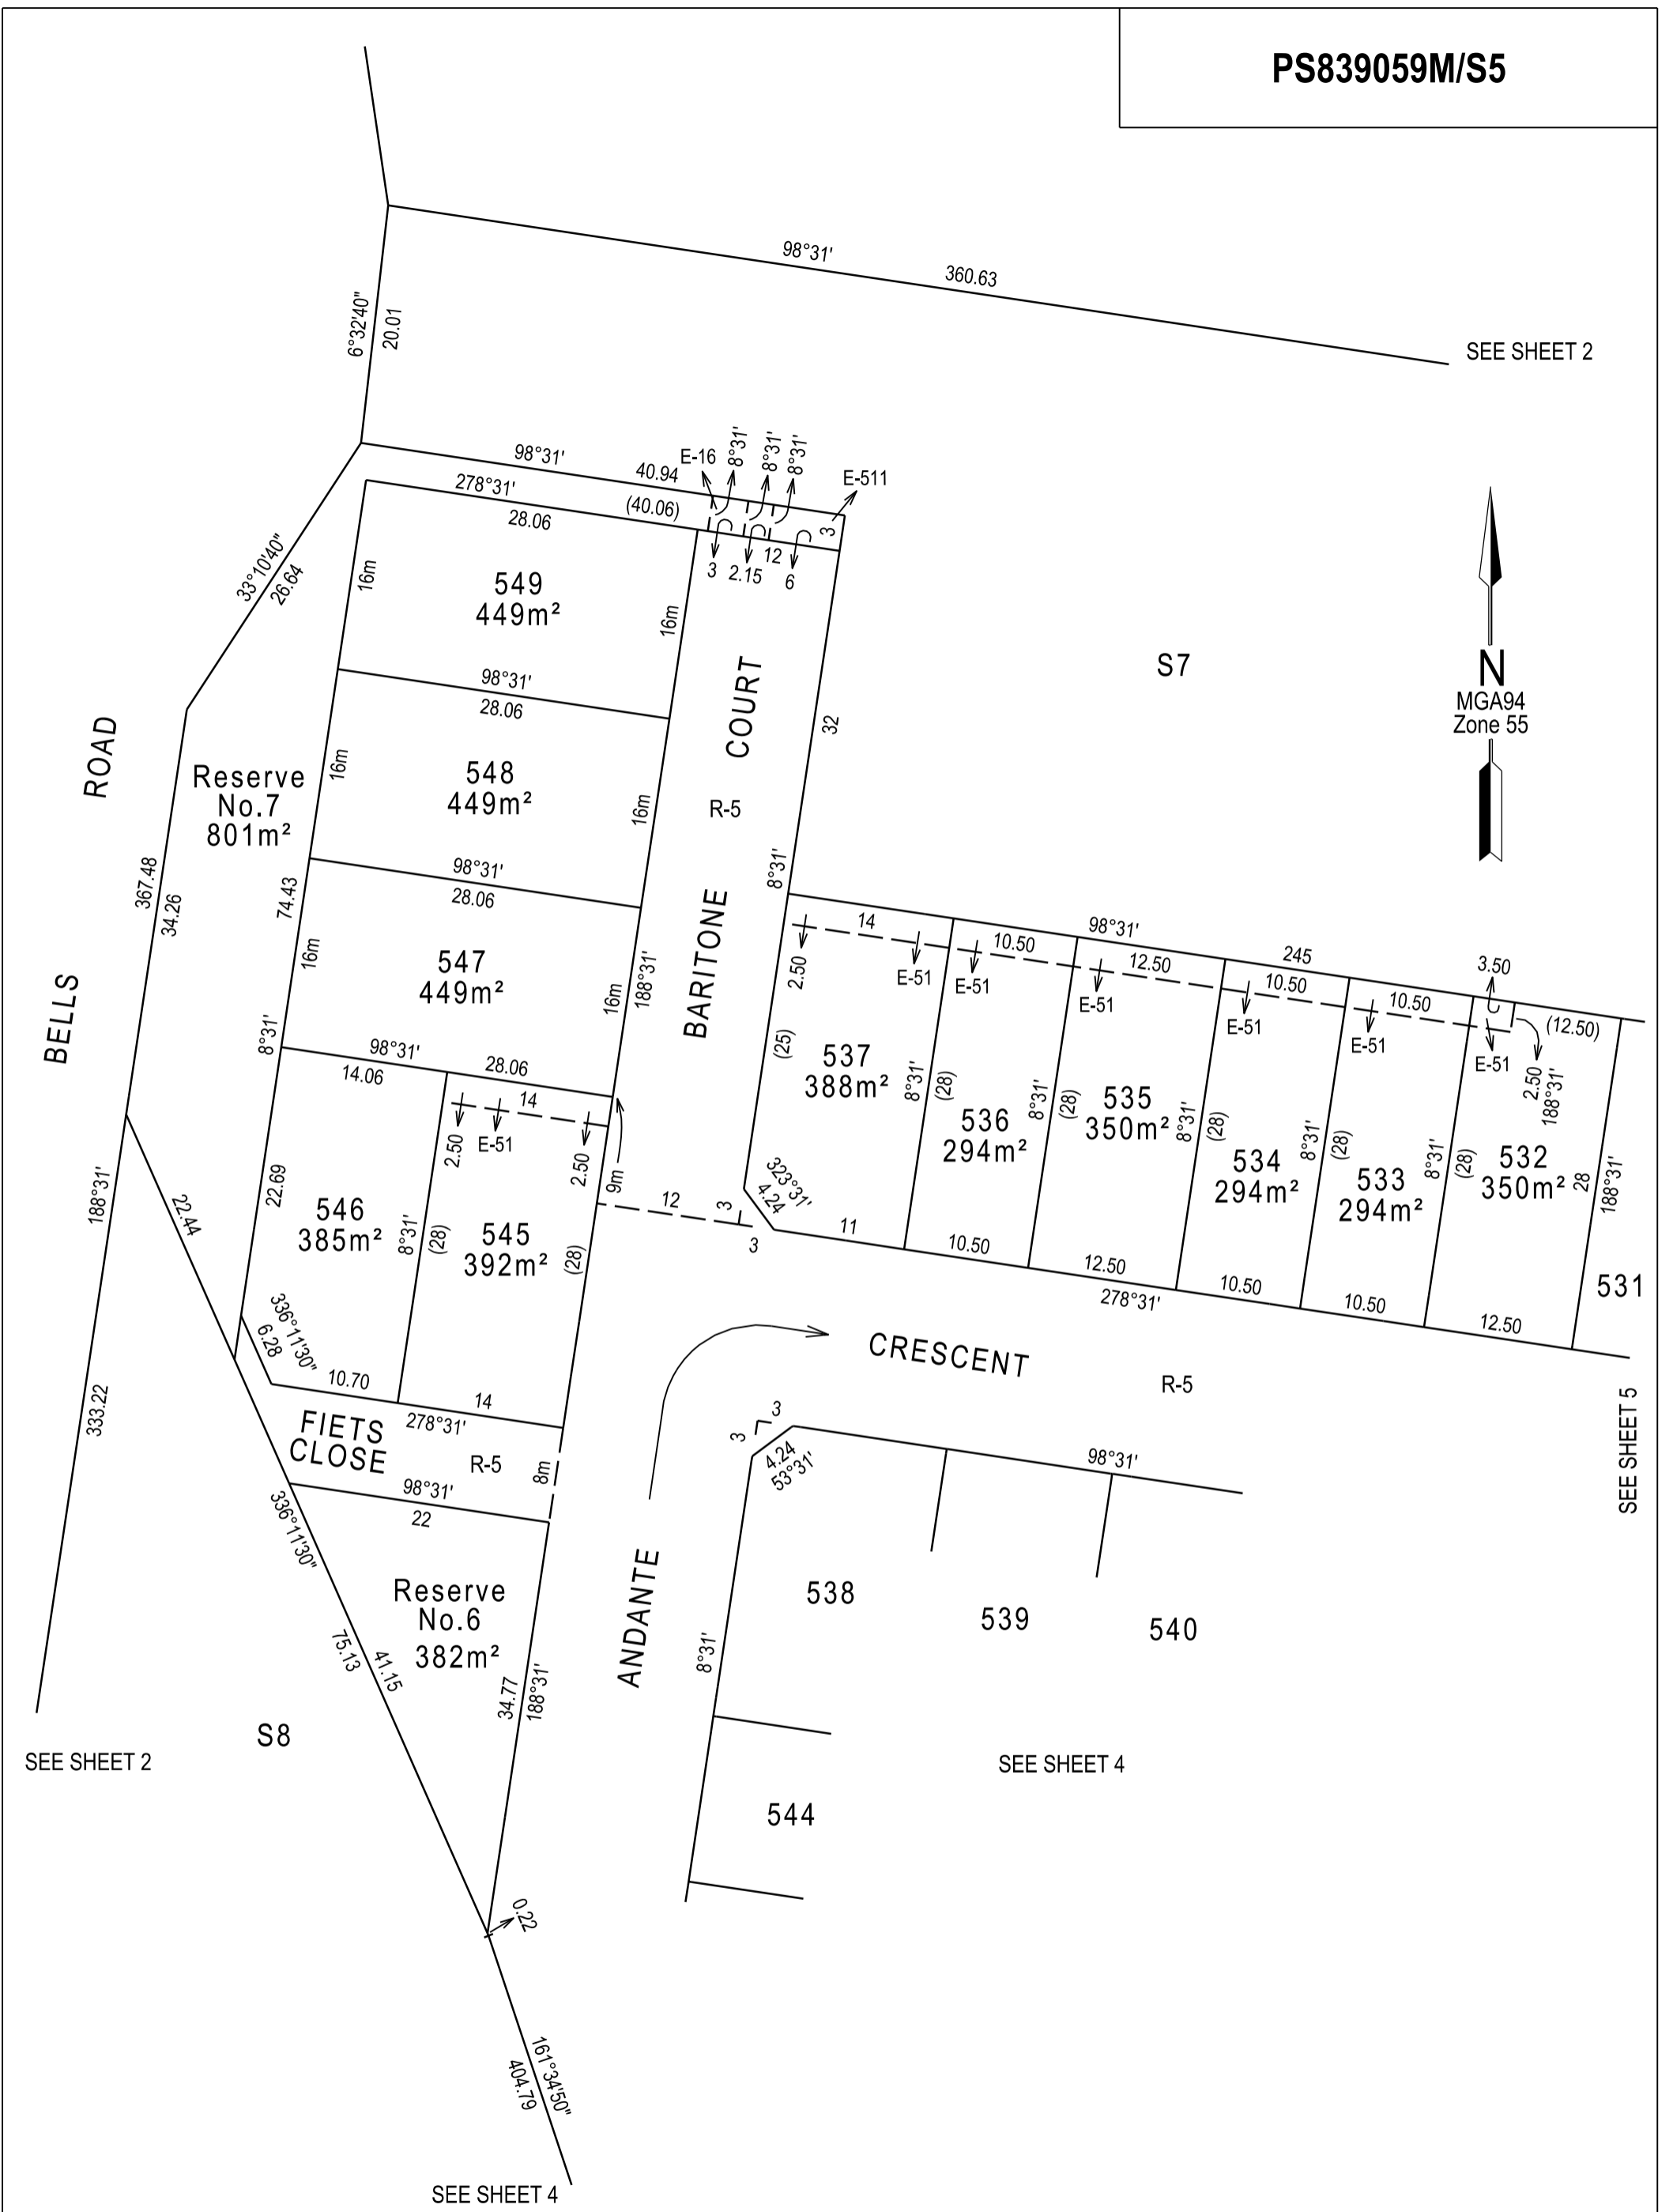 PS839059M/S5
98°31'
360.63
SEE SHEET 2
6°32'40"
20.01
98°31'
40.94
E-16
8°31'
8°31'
8°31'
E-511
278°31'
(40.06)
28.06
3
2.15
12
6
3
33°10'40"
26.64
16m
549
449m²
16m
98°31'
28.06
COURT
32
S7
N
MGA94
Zone 55
ROAD
Reserve
No.7
801m²
16m
548
449m²
16m
R-5
98°31'
28.06
8°31'
367.48
34.26
74.43
16m
547
449m²
16m
188°31'
BARITONE
BELLS
8°31'
98°31'
14.06
28.06
14
2.50
E-51
2.50
9m
14
2.50
E-51
10.50
E-51
98°31'
12.50
E-51
245
10.50
E-51
10.50
E-51
3.50
(12.50)
E-51
2.50
188°31'
(25)
537
388m²
8°31'
(28)
536
294m²
8°31'
(28)
535
350m²
8°31'
(28)
534
294m²
8°31'
(28)
533
294m²
8°31'
(28)
532
350m²
28
188°31'
531
188°31'
22.44
22.69
546
385m²
8°31'
(28)
545
392m²
(28)
12
3
3
323°31'
4.24
11
10.50
12.50
278°31'
10.50
10.50
12.50
336°11'30"
6.28
10.70
14
278°31'
333.22
FIETS
CLOSE
R-5
8m
CRESCENT
R-5
SEE SHEET 5
98°31'
22
336°11'30"
3
3
4.24
53°31'
98°31'
Reserve
No.6
382m²
75.13
41.15
34.77
188°31'
ANDANTE
8°31'
538
539
540
S8
SEE SHEET 2
SEE SHEET 4
544
0.22
161°34'50"
404.79
SEE SHEET 4